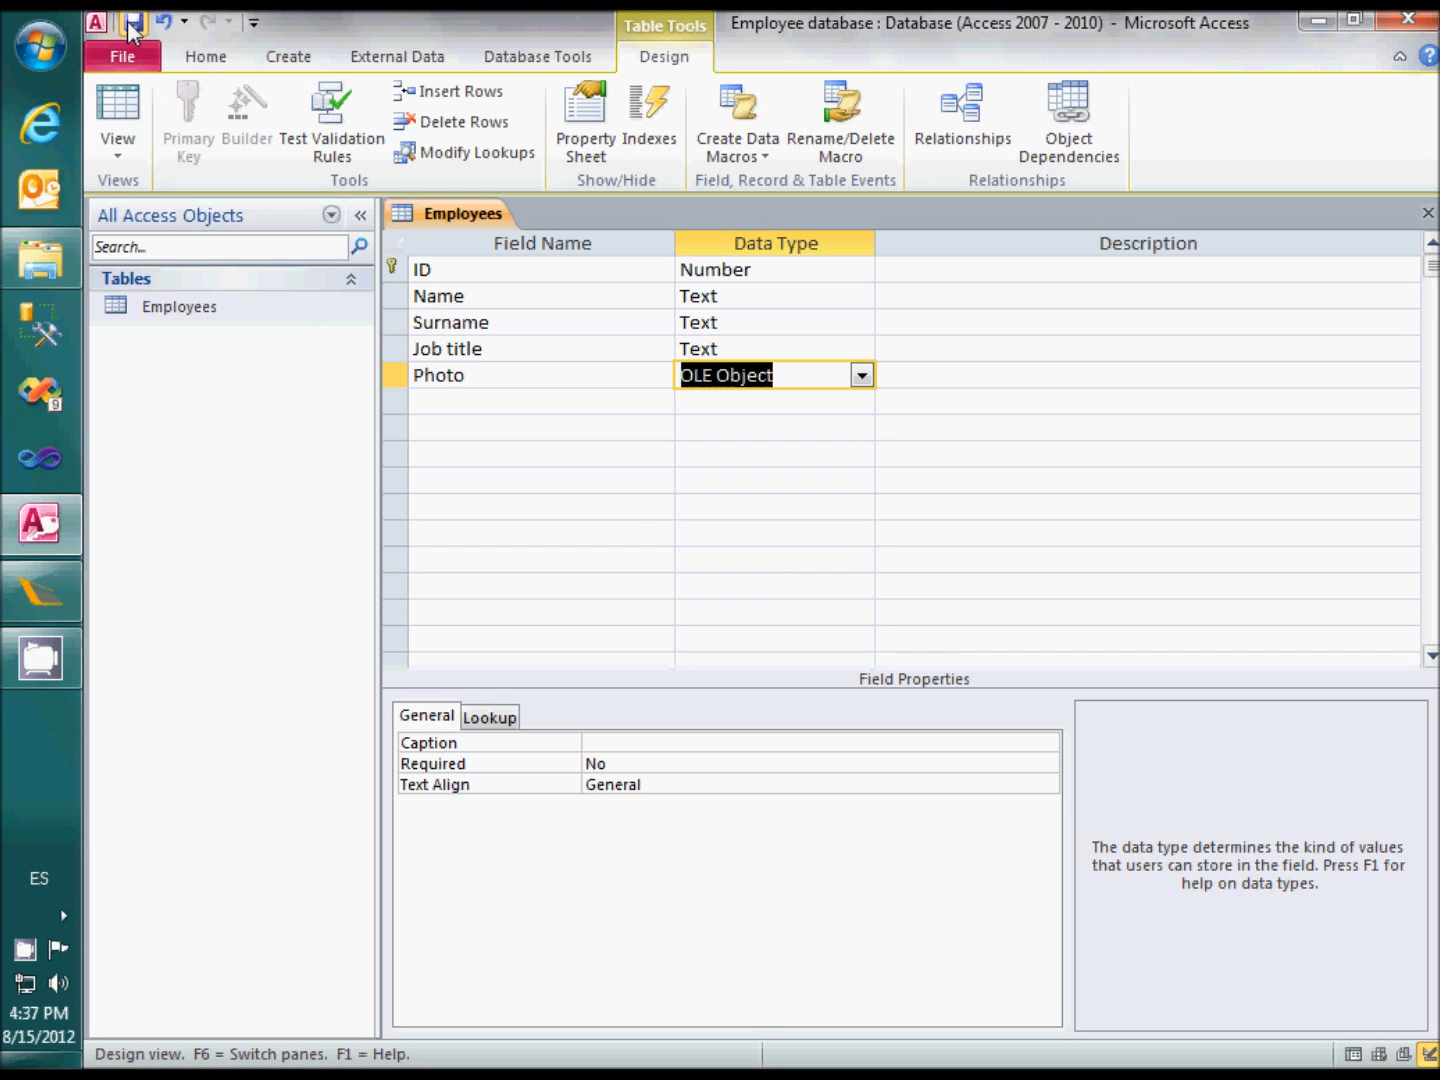 Table Tools
Employee database : Database (Access 2007 - 2010) - Microsoft Access
File
Home
Create
External Data
Database Tools
Design
View
Primary Key
Builder
Test Validation Rules
Insert Rows
Delete Rows
Modify Lookups
Property Sheet
Indexes
Create Data Macros
Rename/Delete Macro
Relationships
Object Dependencies
Views
Tools
Show/Hide
Field, Record & Table Events
Relationships
All Access Objects
Search...
Tables
Employees
Employees
Field Name Data Type Description
ID Number
Name Text
Surname Text
Job title Text
Photo OLE Object
Field Properties
General Lookup
Caption
Required No
Text Align General
The data type determines the kind of values
that users can store in the field. Press F1 for
help on data types.
ES
4:37 PM
8/15/2012
Design view. F6 = Switch panes. F1 = Help.